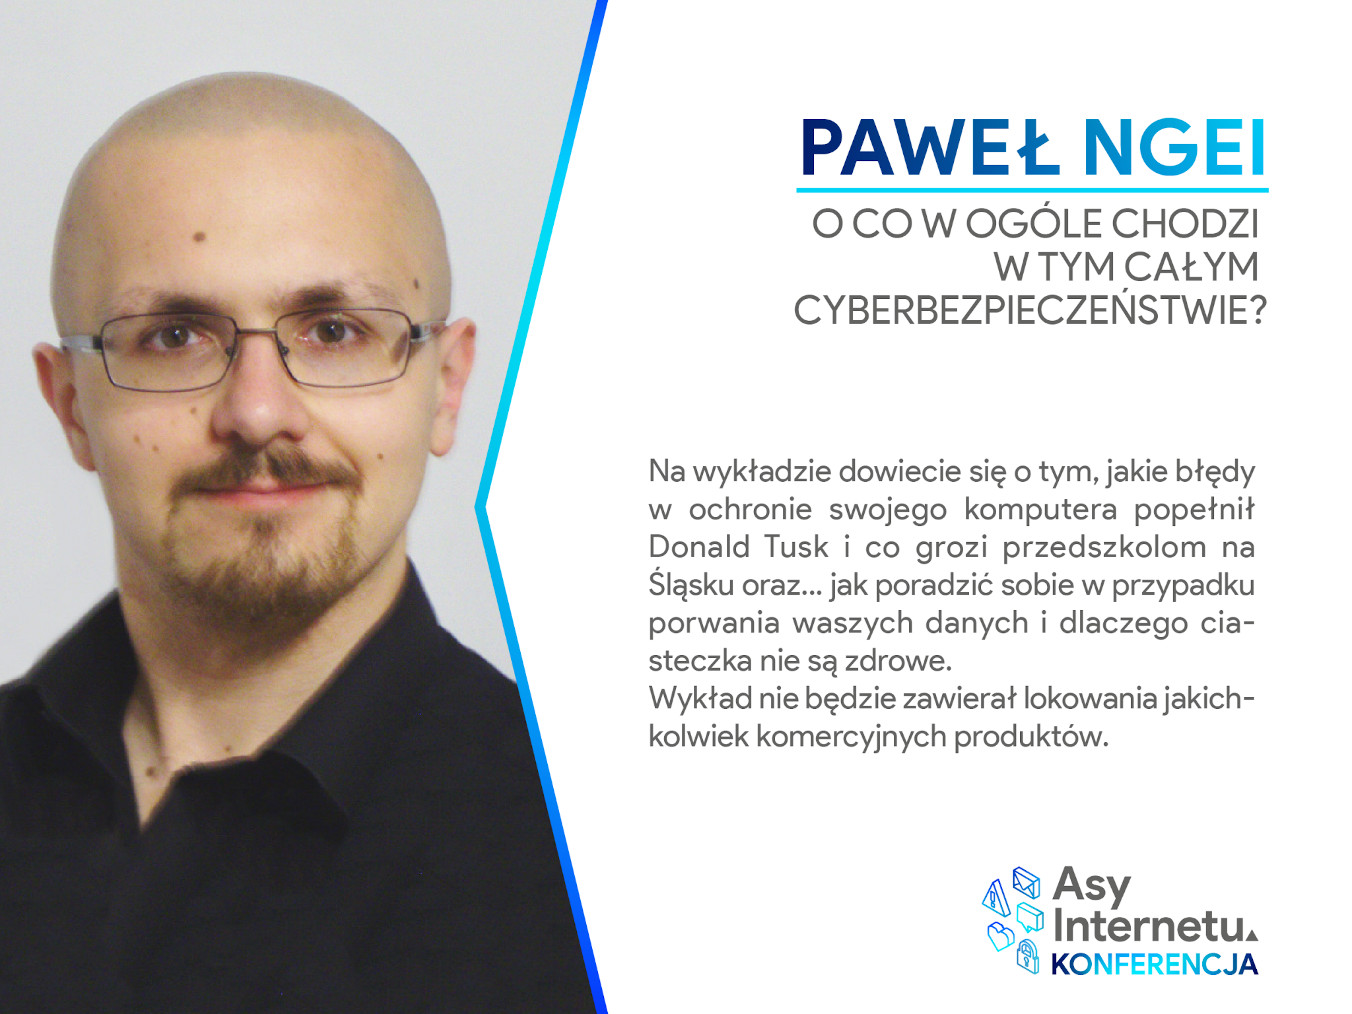 PAWEŁ NGEI
O CO W OGÓLE CHODZI
W TYM CAŁYM
CYBERBEZPIECZEŃSTWIE?
Na wykładzie dowiecie się o tym, jakie błędy
w ochronie swojego komputera popełnił
Donald Tusk i co grozi przedszkolom na
Śląsku oraz... jak poradzić sobie w przypadku
porwania waszych danych i dlaczego cia-
steczka nie są zdrowe.
Wykład nie będzie zawierał lokowania jakich-
kolwiek komercyjnych produktów.
Asy
Internetu
KONFERENCJA